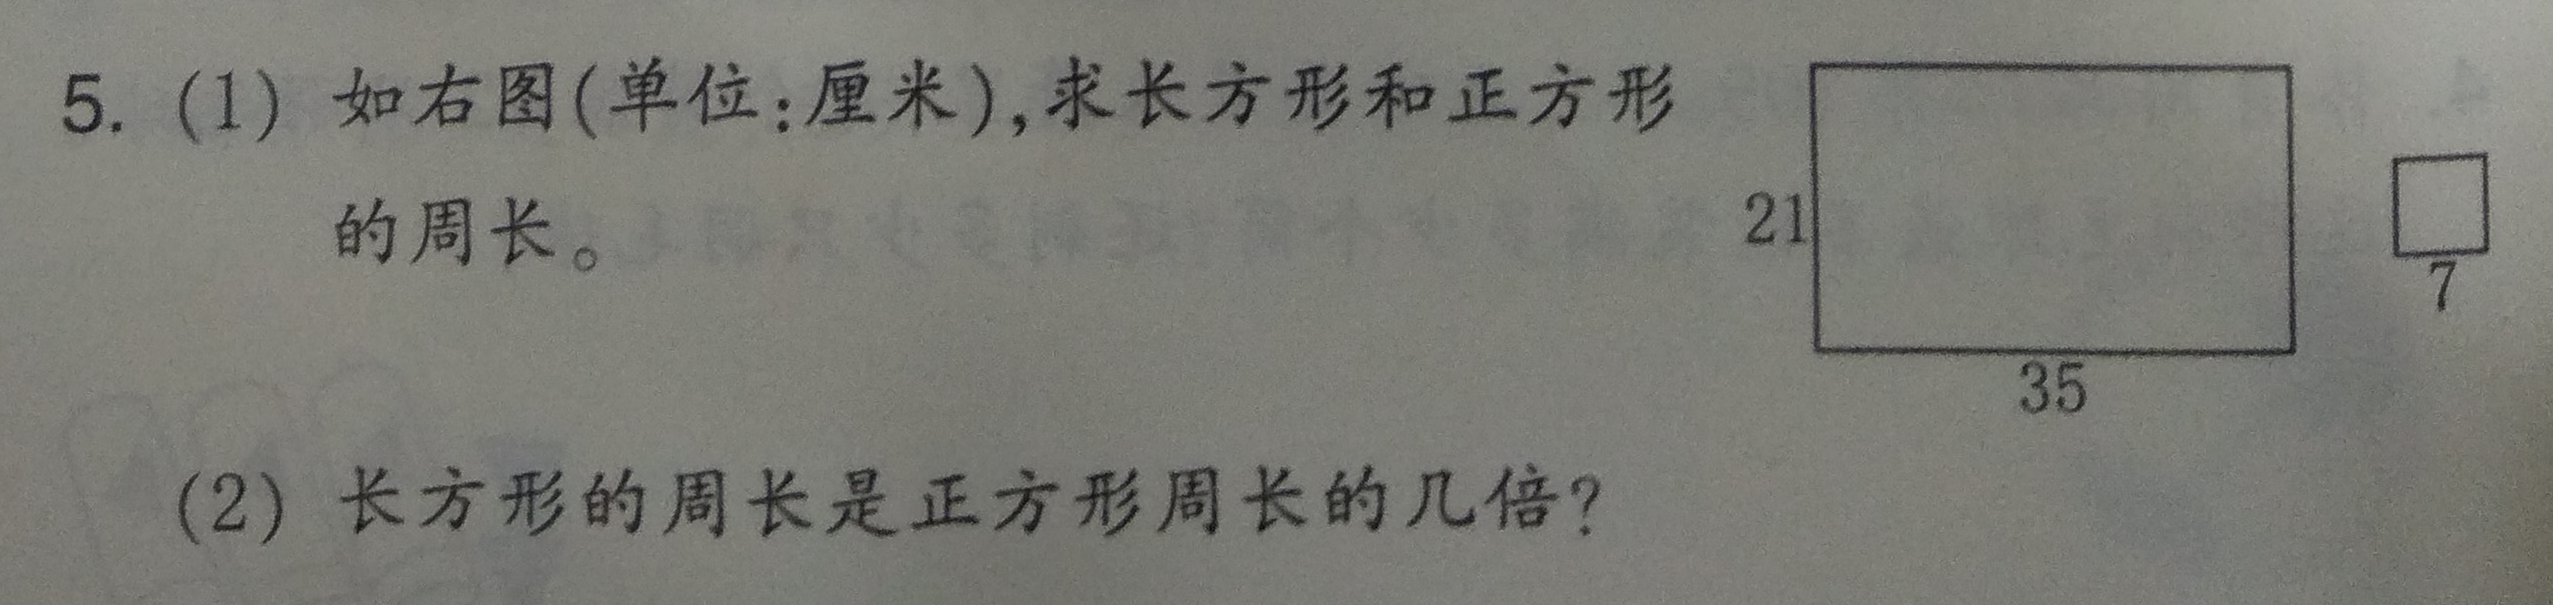 5. (1) 如右图(单位:厘米),求长方形和正方形
的周长。
21
7
35
(2) 长方形的周长是正方形周长的几倍?